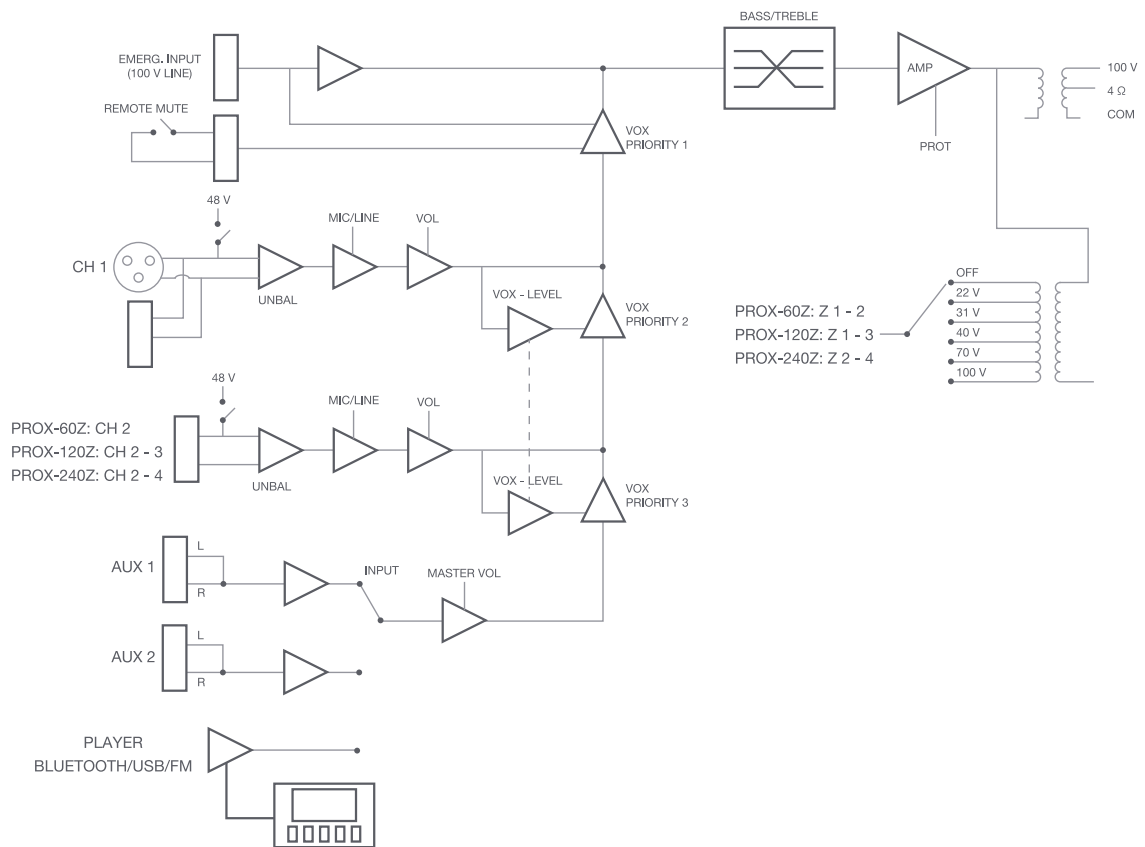 BASS/TREBLE
EMERG. INPUT
(100 V LINE)
AMP
100 V
4 Ω
COM
REMOTE MUTE
VOX
PRIORITY 1
PROT
48 V
MIC/LINE
VOL
CH 1
UNBAL
VOX - LEVEL
VOX
PRIORITY 2
OFF
22 V
31 V
40 V
70 V
100 V
PROX-60Z: Z 1 - 2
PROX-120Z: Z 1 - 3
PROX-240Z: Z 2 - 4
48 V
MIC/LINE
VOL
PROX-60Z: CH 2
PROX-120Z: CH 2 - 3
PROX-240Z: CH 2 - 4
UNBAL
VOX - LEVEL
VOX
PRIORITY 3
AUX 1
L
R
INPUT
MASTER VOL
AUX 2
L
R
PLAYER
BLUETOOTH/USB/FM